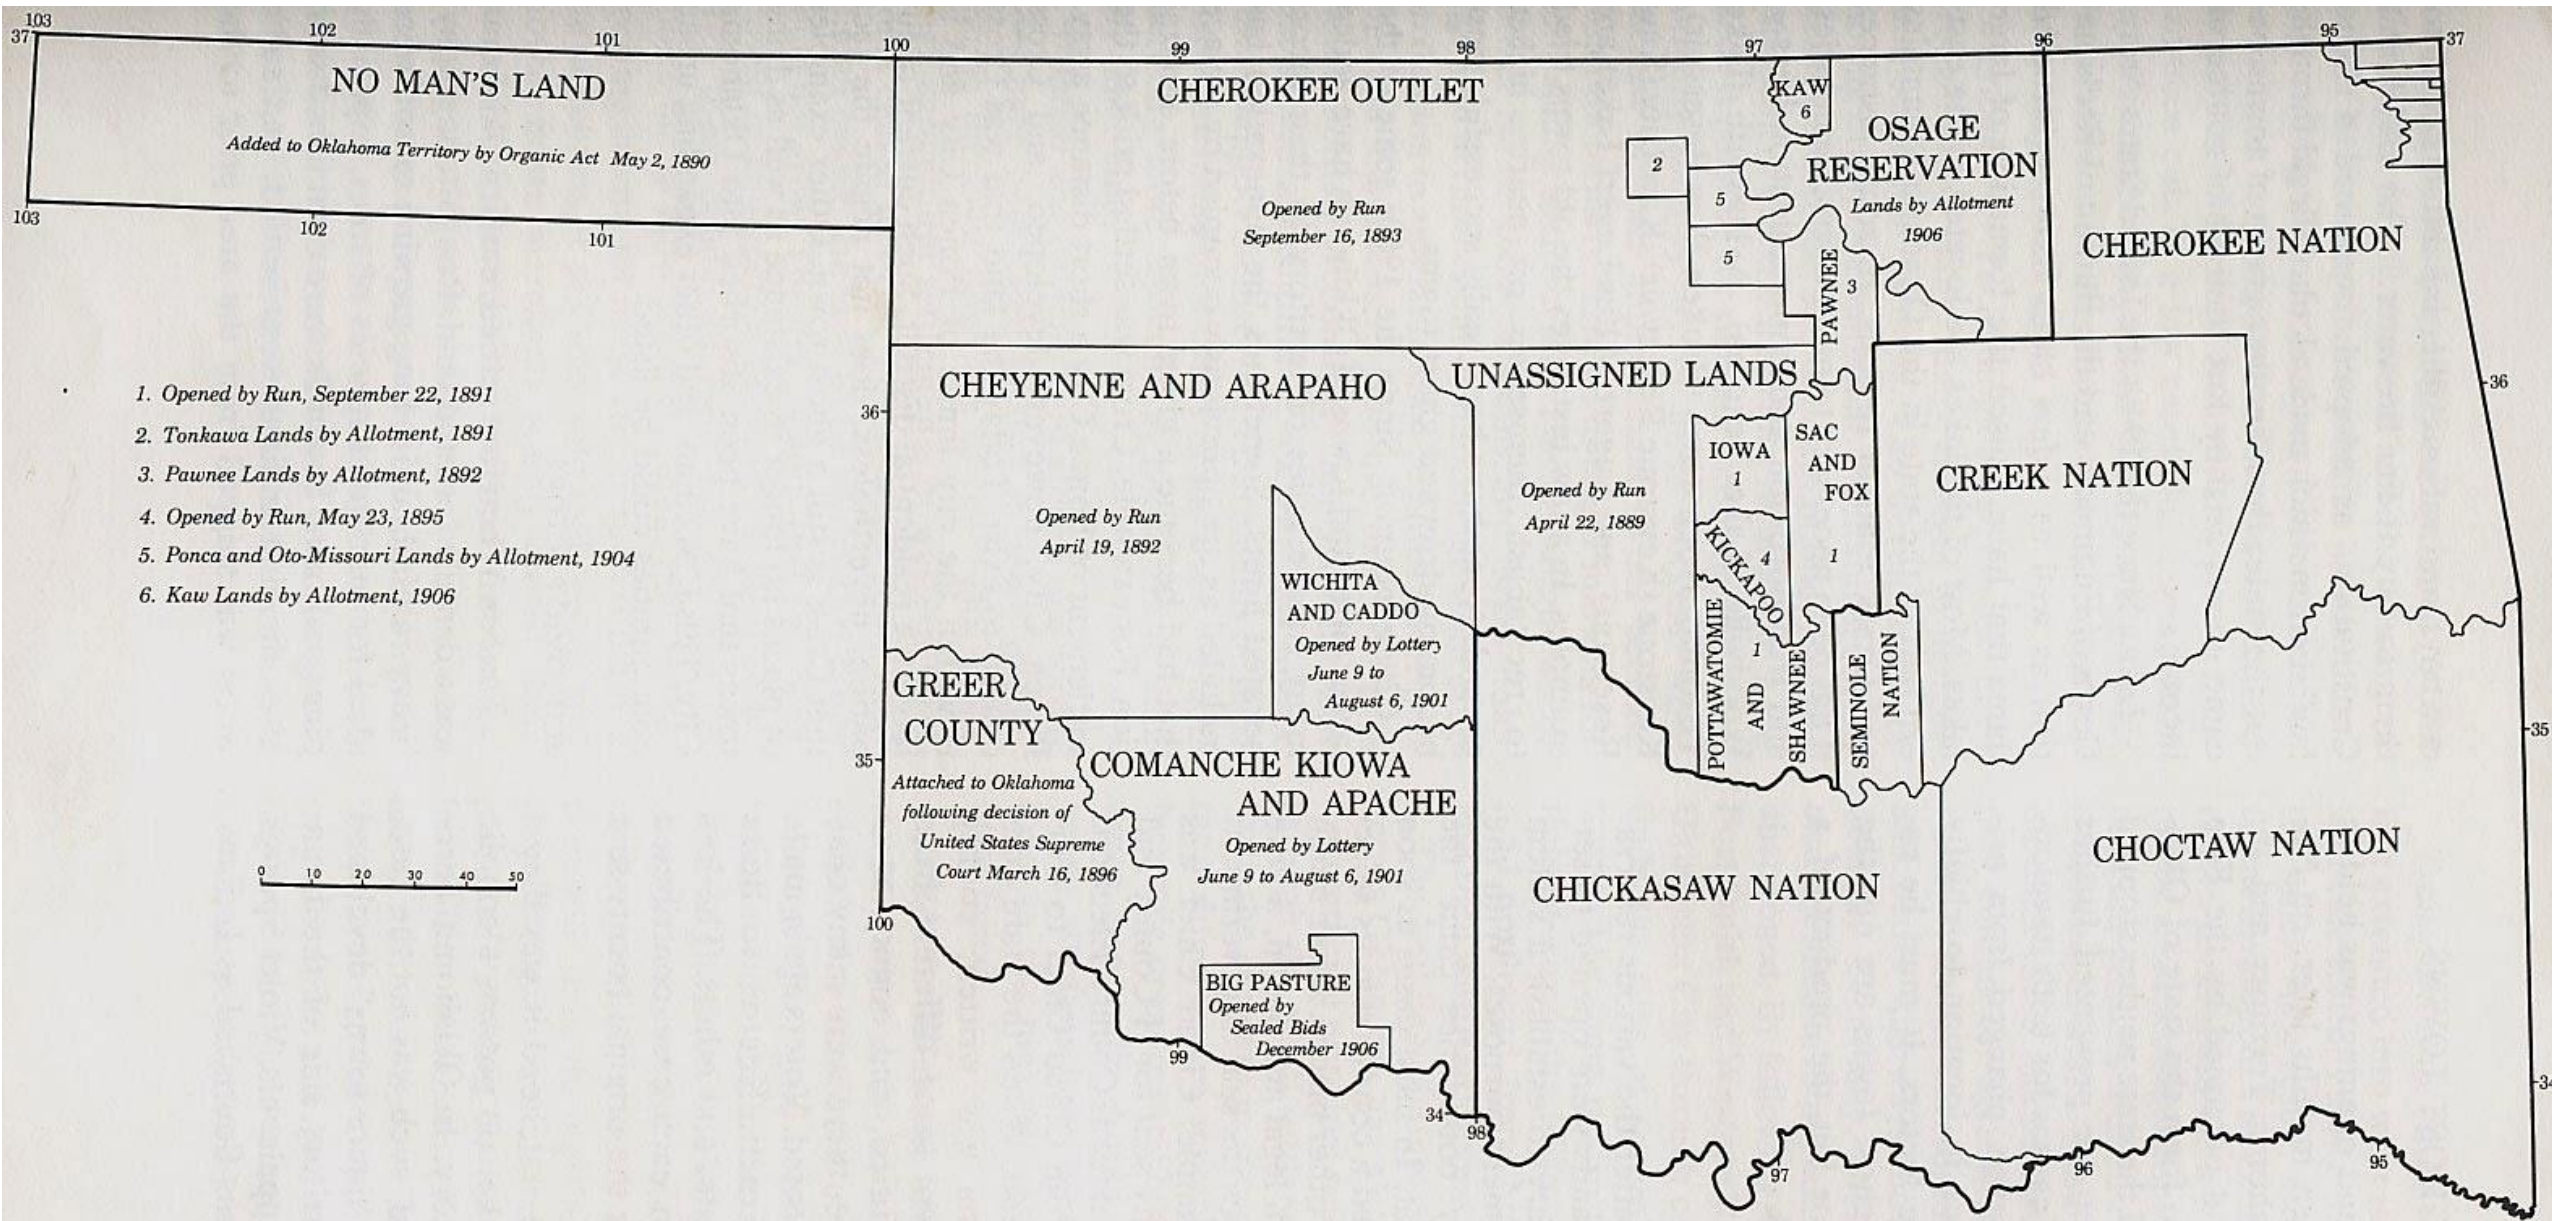 103
37
102
101
100
99
98
97
96
95
37
NO MAN'S LAND
Added to Oklahoma Territory by Organic Act May 2, 1890
103
102
101
CHEROKEE OUTLET
Opened by Run
September 16, 1893
KAW
6
2
5
5
OSAGE
RESERVATION
Lands by Allotment
1906
PAWNEE
3
CHEROKEE NATION
1. Opened by Run, September 22, 1891
2. Tonkawa Lands by Allotment, 1891
3. Pawnee Lands by Allotment, 1892
4. Opened by Run, May 23, 1895
5. Ponca and Oto-Missouri Lands by Allotment, 1904
6. Kaw Lands by Allotment, 1906
36
CHEYENNE AND ARAPAHO
Opened by Run
April 19, 1892
UNASSIGNED LANDS
Opened by Run
April 22, 1889
IOWA
1
SAC
AND
FOX
1
KICKAPOO
4
CREEK NATION
36
WICHITA
AND CADDO
Opened by Lottery
June 9 to
August 6, 1901
POTTAWATOMIE
1
AND
SHAWNEE
SEMINOLE
NATION
GREER
COUNTY
Attached to Oklahoma
following decision of
United States Supreme
Court March 16, 1896
35
COMANCHE KIOWA
AND APACHE
Opened by Lottery
June 9 to August 6, 1901
35
0 10 20 30 40 50
CHICKASAW NATION
CHOCTAW NATION
100
BIG PASTURE
Opened by
Sealed Bids
December 1906
99
34
98
97
96
95
34